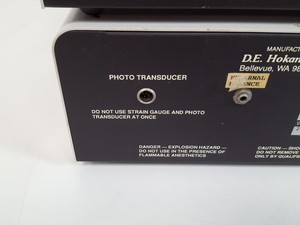 MANUFACT
D.E. Hokan
Bellevue, WA 98
PHOTO TRANSDUCER
DO NOT USE STRAIN GAUGE AND PHOTO
TRANSDUCER AT ONCE
DANGER — EXPLOSION HAZARD —
DO NOT USE IN THE PRESENCE OF
FLAMMABLE ANESTHETICS
CAUTION — SHO
DO NOT REMOVE
ONLY BY QUALIF